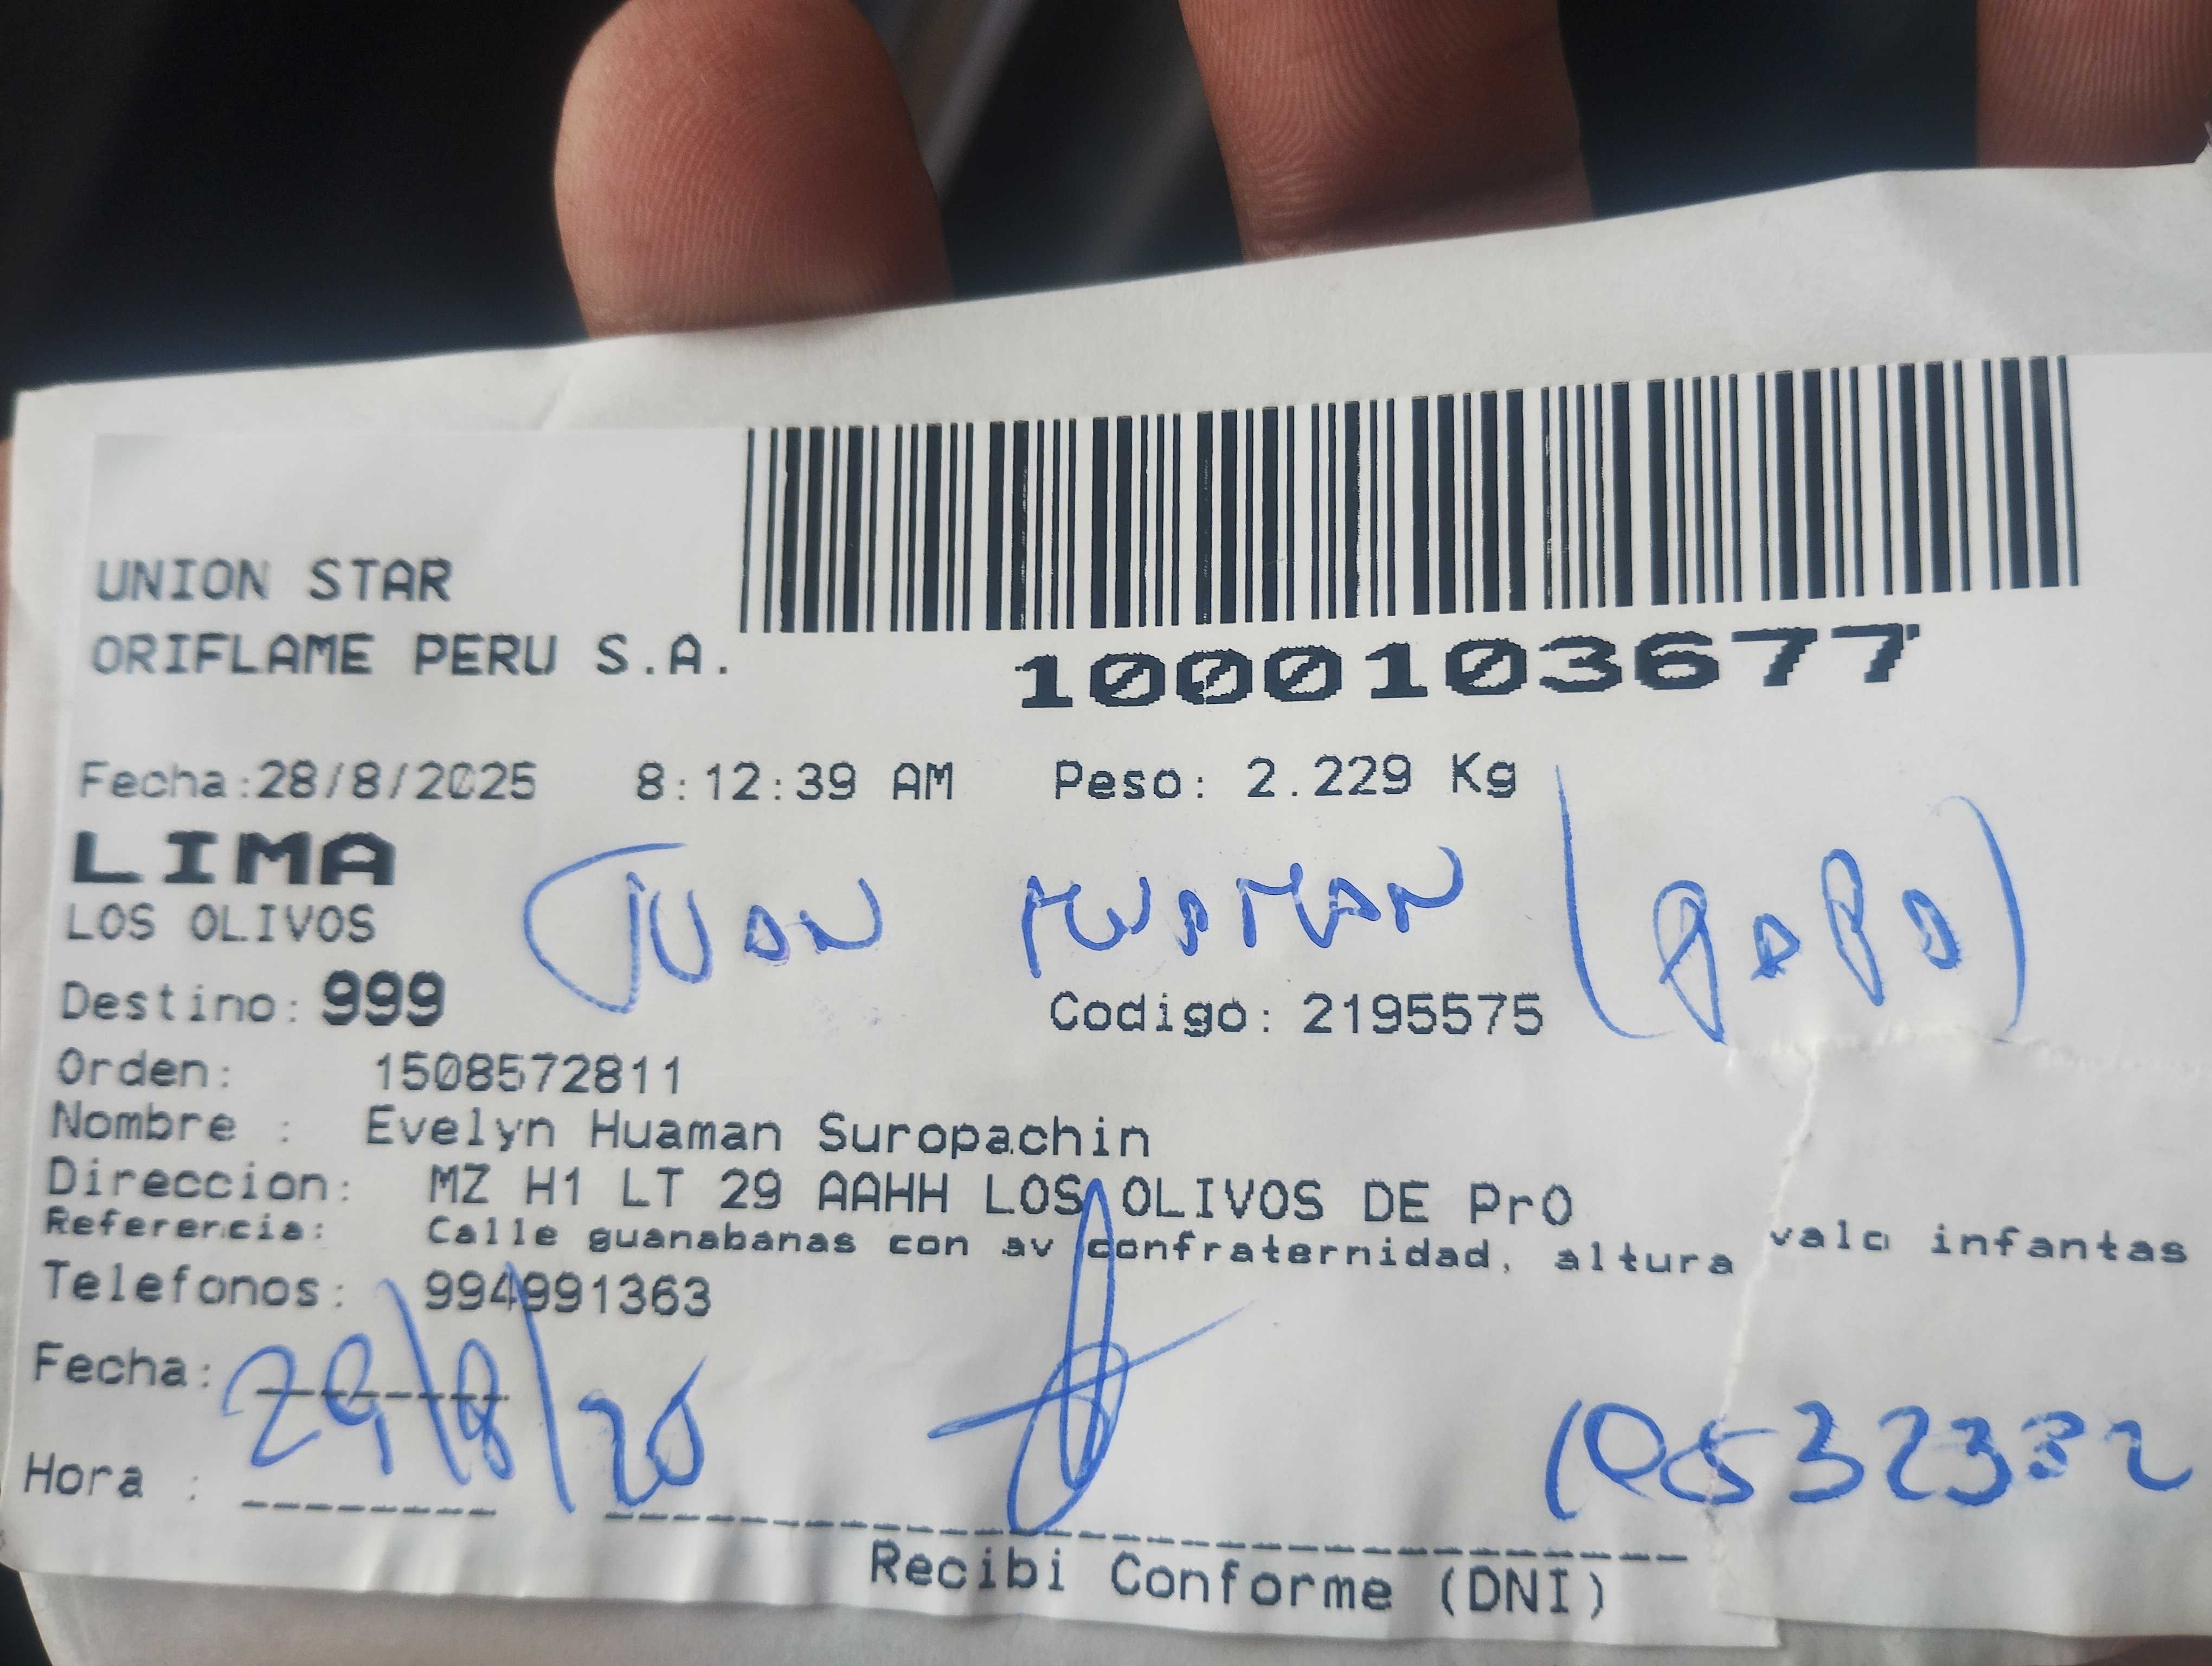 UNION STAR
ORIFLAME PERU S.A.
1000103677
Fecha:28/8/2025 8:12:39 AM Peso: 2.229 Kg
LIMA
LOS OLIVOS
JUAN HUAMAN (PAPA)
Destino: 999 Codigo: 2195575
Orden: 1508572811
Nombre : Evelyn Huaman Suropachin
Direccion: MZ H1 LT 29 AAHH LOS OLIVOS DE PrO
Referencia: Calle guanabanas con av confraternidad, altura valo infantas
Telefonos: 994991363
Fecha: 29/8/20
Hora :
Recibi Conforme (DNI)